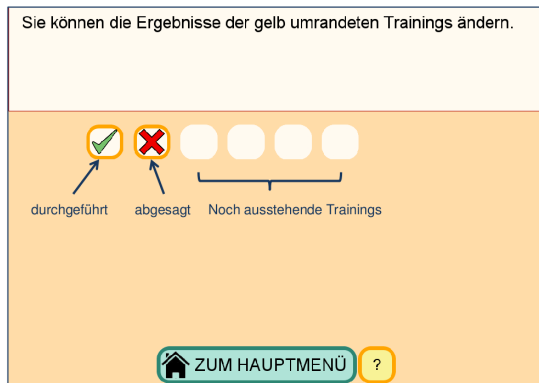 Sie können die Ergebnisse der gelb umrandeten Trainings ändern.
durchgeführt abgesagt Noch ausstehende Trainings
ZUM HAUPTMENÜ ?